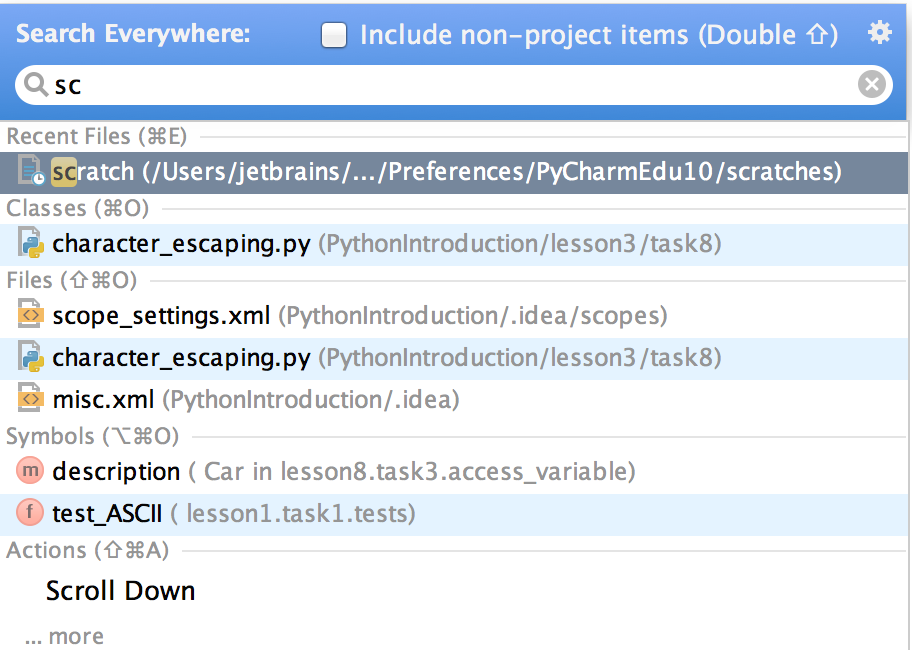 Search Everywhere: Include non-project items (Double ⇧)
sc
Recent Files (⌘E)
scratch (/Users/jetbrains/.../Preferences/PyCharmEdu10/scratches)
Classes (⌘O)
character_escaping.py (PythonIntroduction/lesson3/task8)
Files (⇧⌘O)
scope_settings.xml (PythonIntroduction/.idea/scopes)
character_escaping.py (PythonIntroduction/lesson3/task8)
misc.xml (PythonIntroduction/.idea)
Symbols (⌥⌘O)
m description ( Car in lesson8.task3.access_variable)
f test_ASCII ( lesson1.task1.tests)
Actions (⇧⌘A)
Scroll Down
... more